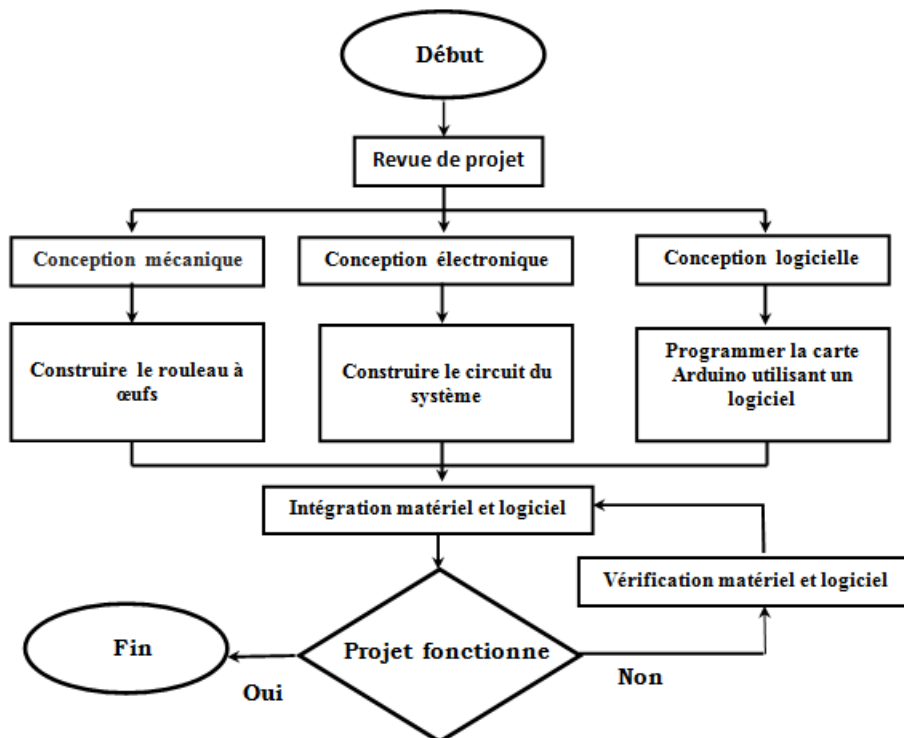 Début
Revue de projet
Conception mécanique
Conception électronique
Conception logicielle
Construire le rouleau à
œufs
Construire le circuit du
système
Programmer la carte
Arduino utilisant un
logiciel
Intégration matériel et logiciel
Vérification matériel et logiciel
Projet fonctionne
Fin
Oui
Non